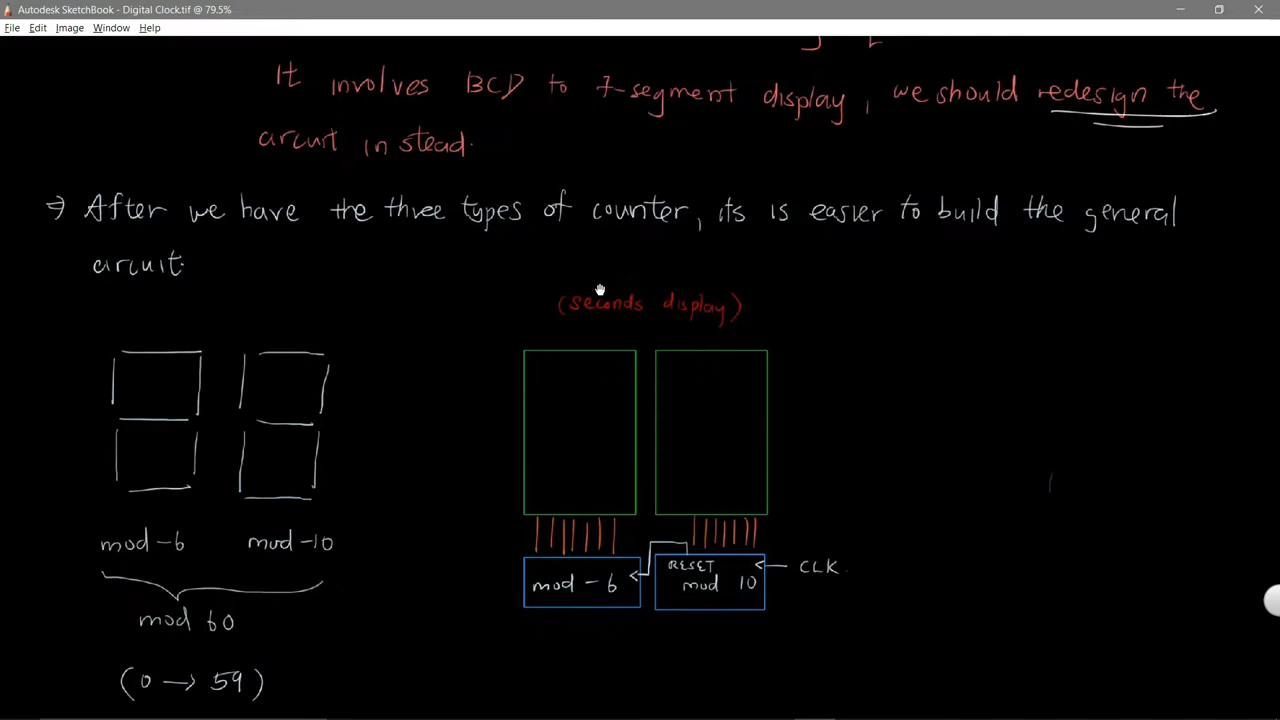 Autodesk SketchBook - Digital Clock.tif @ 79.5%
File Edit Image Window Help
It involves BCD to 7-segment display, we should redesign the
circuit in stead.
⇒ After we have the three types of counter, its is easier to build the general
circuit.
(seconds display)
mod-6 mod-10
mod 60
(0 → 59)
RESET
mod - 6 mod 10 CLK